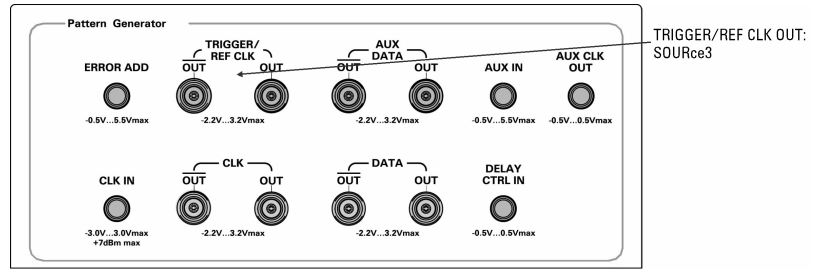 Pattern Generator
TRIGGER/
REF CLK
AUX
DATA
ERROR ADD
OUT
OUT
OUT
OUT
AUX IN
AUX CLK
OUT
-0.5V...5.5Vmax
-2.2V...3.2Vmax
-2.2V...3.2Vmax
-0.5V...5.5Vmax
-0.5V...0.5Vmax
TRIGGER/REF CLK OUT:
SOURce3
CLK
DATA
CLK IN
OUT
OUT
OUT
OUT
DELAY
CTRL IN
-3.0V...3.0Vmax
+7dBm max
-2.2V...3.2Vmax
-2.2V...3.2Vmax
-0.5V...0.5Vmax